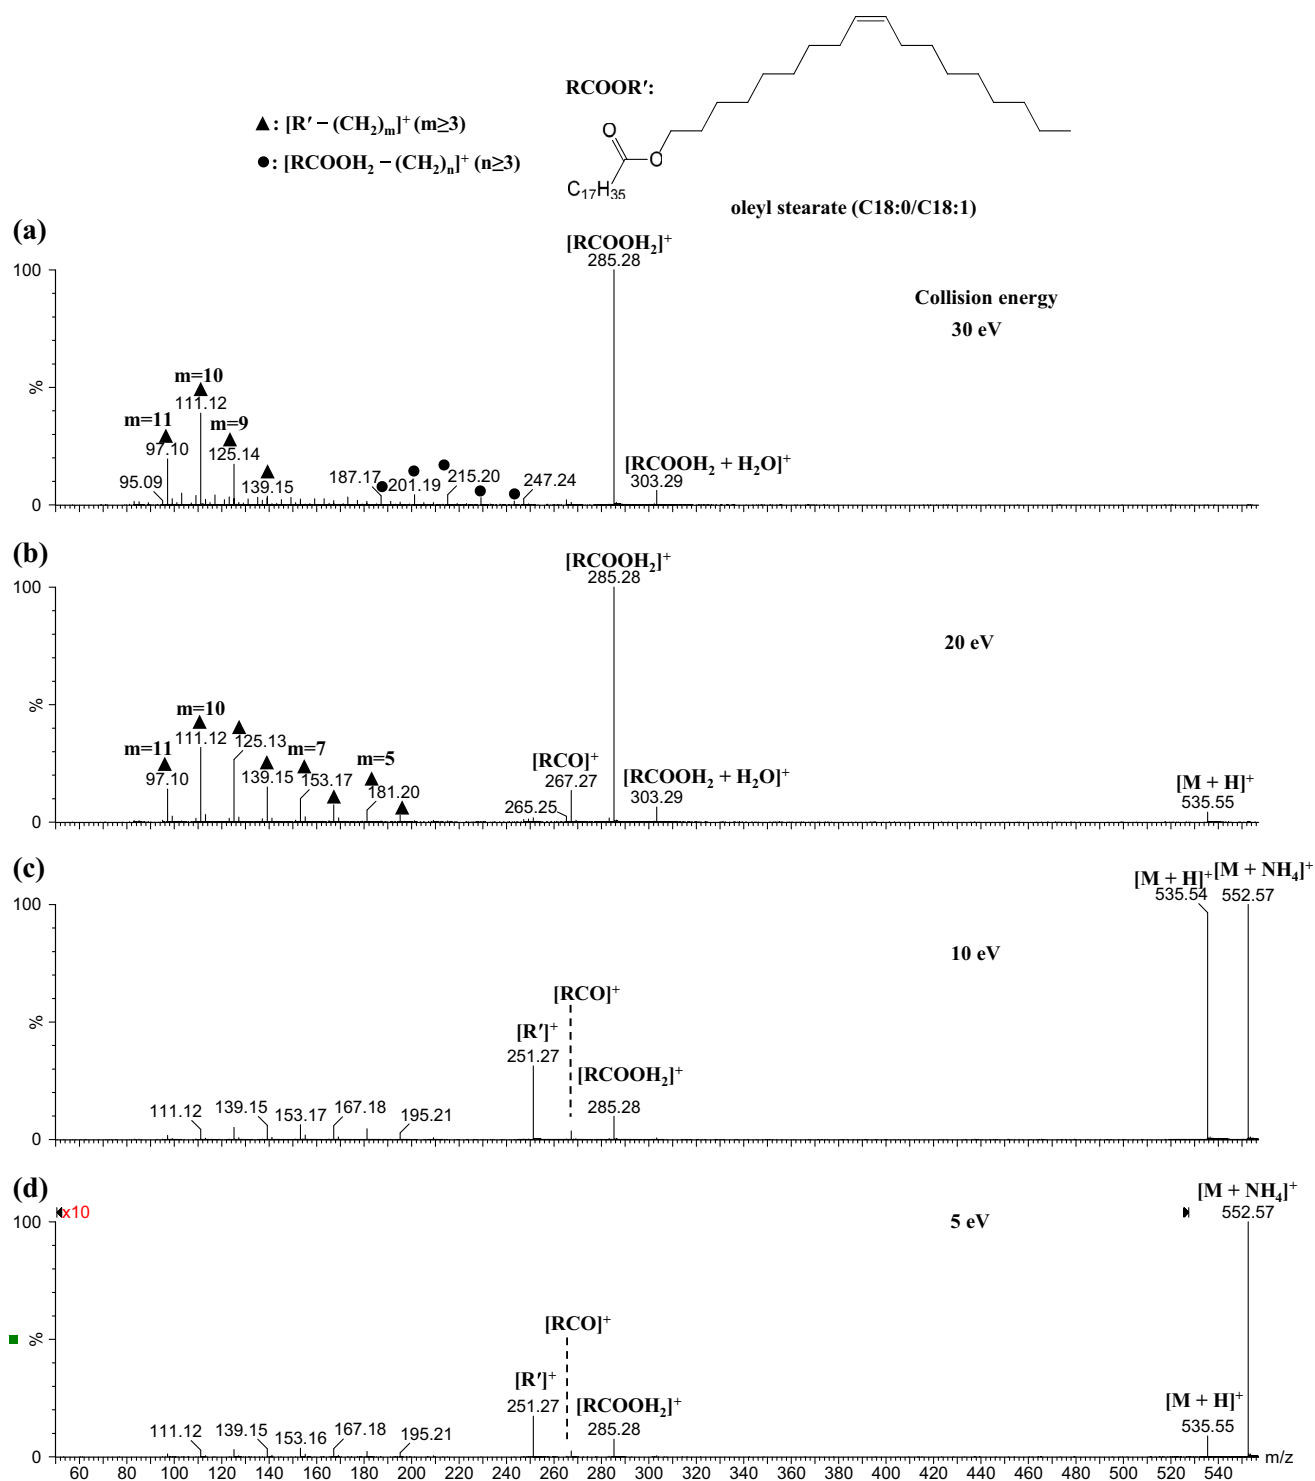 RCOOR′:
▲: [R′ – (CH₂)ₘ]⁺ (m≥3)
●: [RCOOH₂ – (CH₂)ₙ]⁺ (n≥3)
O
O
C₁₇H₃₅
oleyl stearate (C18:0/C18:1)
(a)
[RCOOH₂]⁺
285.28
100
Collision energy
30 eV
%
m=10
111.12
m=11
97.10
m=9
125.14
95.09
139.15
187.17
201.19
215.20
247.24
[RCOOH₂ + H₂O]⁺
303.29
0
(b)
[RCOOH₂]⁺
285.28
100
20 eV
%
m=10
111.12
m=11
97.10
125.13
139.15
m=7
153.17
m=5
181.20
[RCO]⁺
267.27
265.25
[RCOOH₂ + H₂O]⁺
303.29
[M + H]⁺
535.55
0
(c)
[M + H]⁺
535.54
[M + NH₄]⁺
552.57
100
10 eV
%
[RCO]⁺
[R′]⁺
251.27
[RCOOH₂]⁺
285.28
111.12
139.15
153.17
167.18
195.21
0
(d)
x10
[M + NH₄]⁺
552.57
100
5 eV
%
[RCO]⁺
[R′]⁺
251.27
[RCOOH₂]⁺
285.28
[M + H]⁺
535.55
111.12
139.15
153.16
167.18
195.21
0
60 80 100 120 140 160 180 200 220 240 260 280 300 320 340 360 380 400 420 440 460 480 500 520 540 m/z